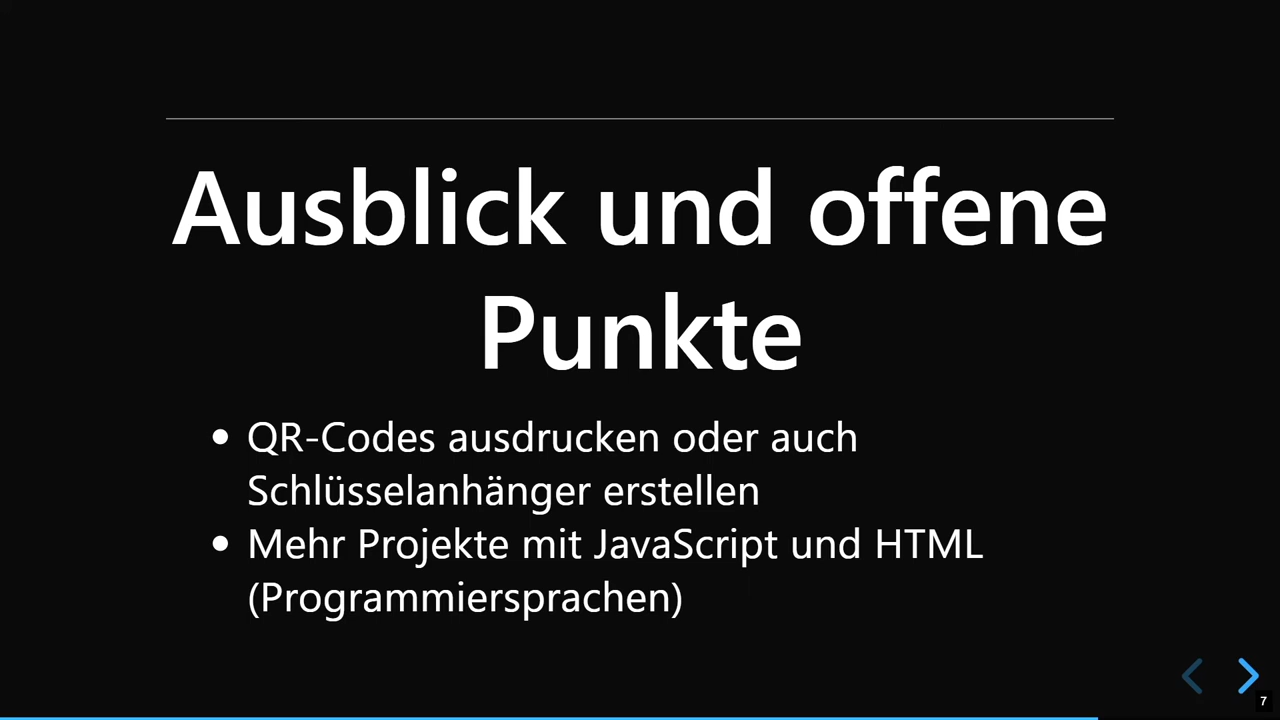 Ausblick und offene
Punkte
• QR-Codes ausdrucken oder auch
Schlüsselanhänger erstellen
• Mehr Projekte mit JavaScript und HTML
(Programmiersprachen)
7